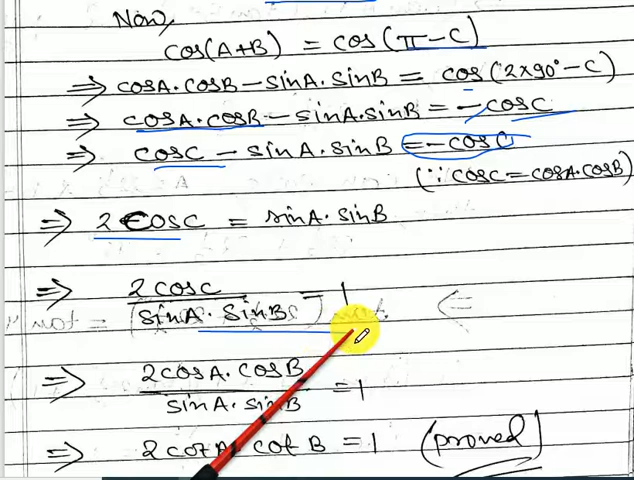 Now,
cos(A+B) = cos(π-C)
⇒ cosA·cosB - sinA·sinB = cos(2×90°-C)
⇒ cosA·cosB - sinA·sinB = -cosC
⇒ cosC - sinA·sinB = -cosC
(∵ cosC = cosA·cosB)
⇒ 2cosC = sinA·sinB
⇒ 2cosC / sinA·sinB = 1
⇒ 2cosA·cosB / sinA·sinB = 1
⇒ 2cotA·cotB = 1 (proved)